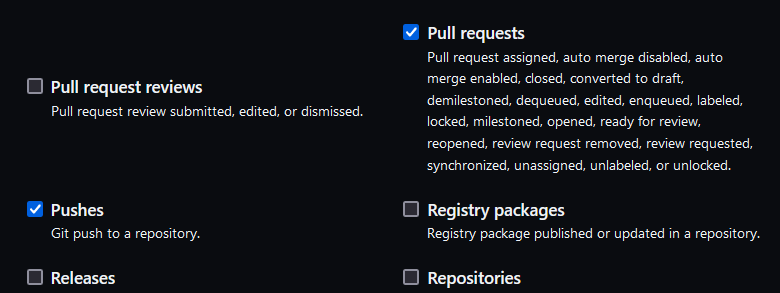 Pull requests
Pull request assigned, auto merge disabled, auto
merge enabled, closed, converted to draft,
demilestoned, dequeued, edited, enqueued, labeled,
locked, milestoned, opened, ready for review,
reopened, review request removed, review requested,
synchronized, unassigned, unlabeled, or unlocked.
Pull request reviews
Pull request review submitted, edited, or dismissed.
Pushes
Git push to a repository.
Registry packages
Registry package published or updated in a repository.
Releases
Repositories